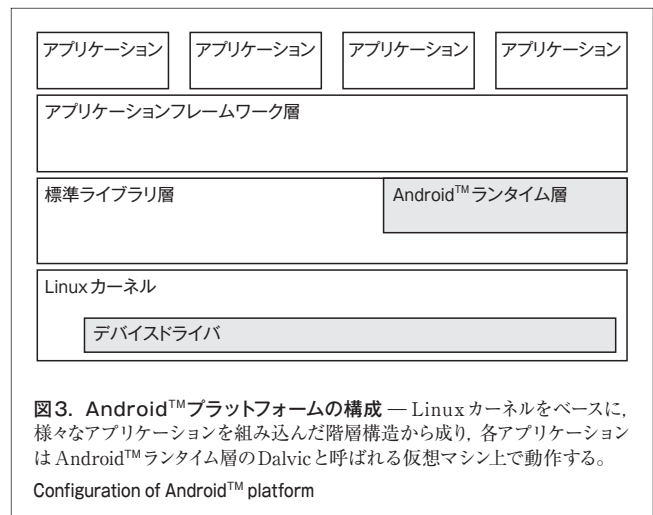 アプリケーション
アプリケーション
アプリケーション
アプリケーション
アプリケーションフレームワーク層
標準ライブラリ層
Android™ランタイム層
Linuxカーネル
デバイスドライバ
図3. Android™プラットフォームの構成 — Linuxカーネルをベースに,
様々なアプリケーションを組み込んだ階層構造から成り, 各アプリケーション
はAndroid™ランタイム層のDalvicと呼ばれる仮想マシン上で動作する。
Configuration of Android™ platform